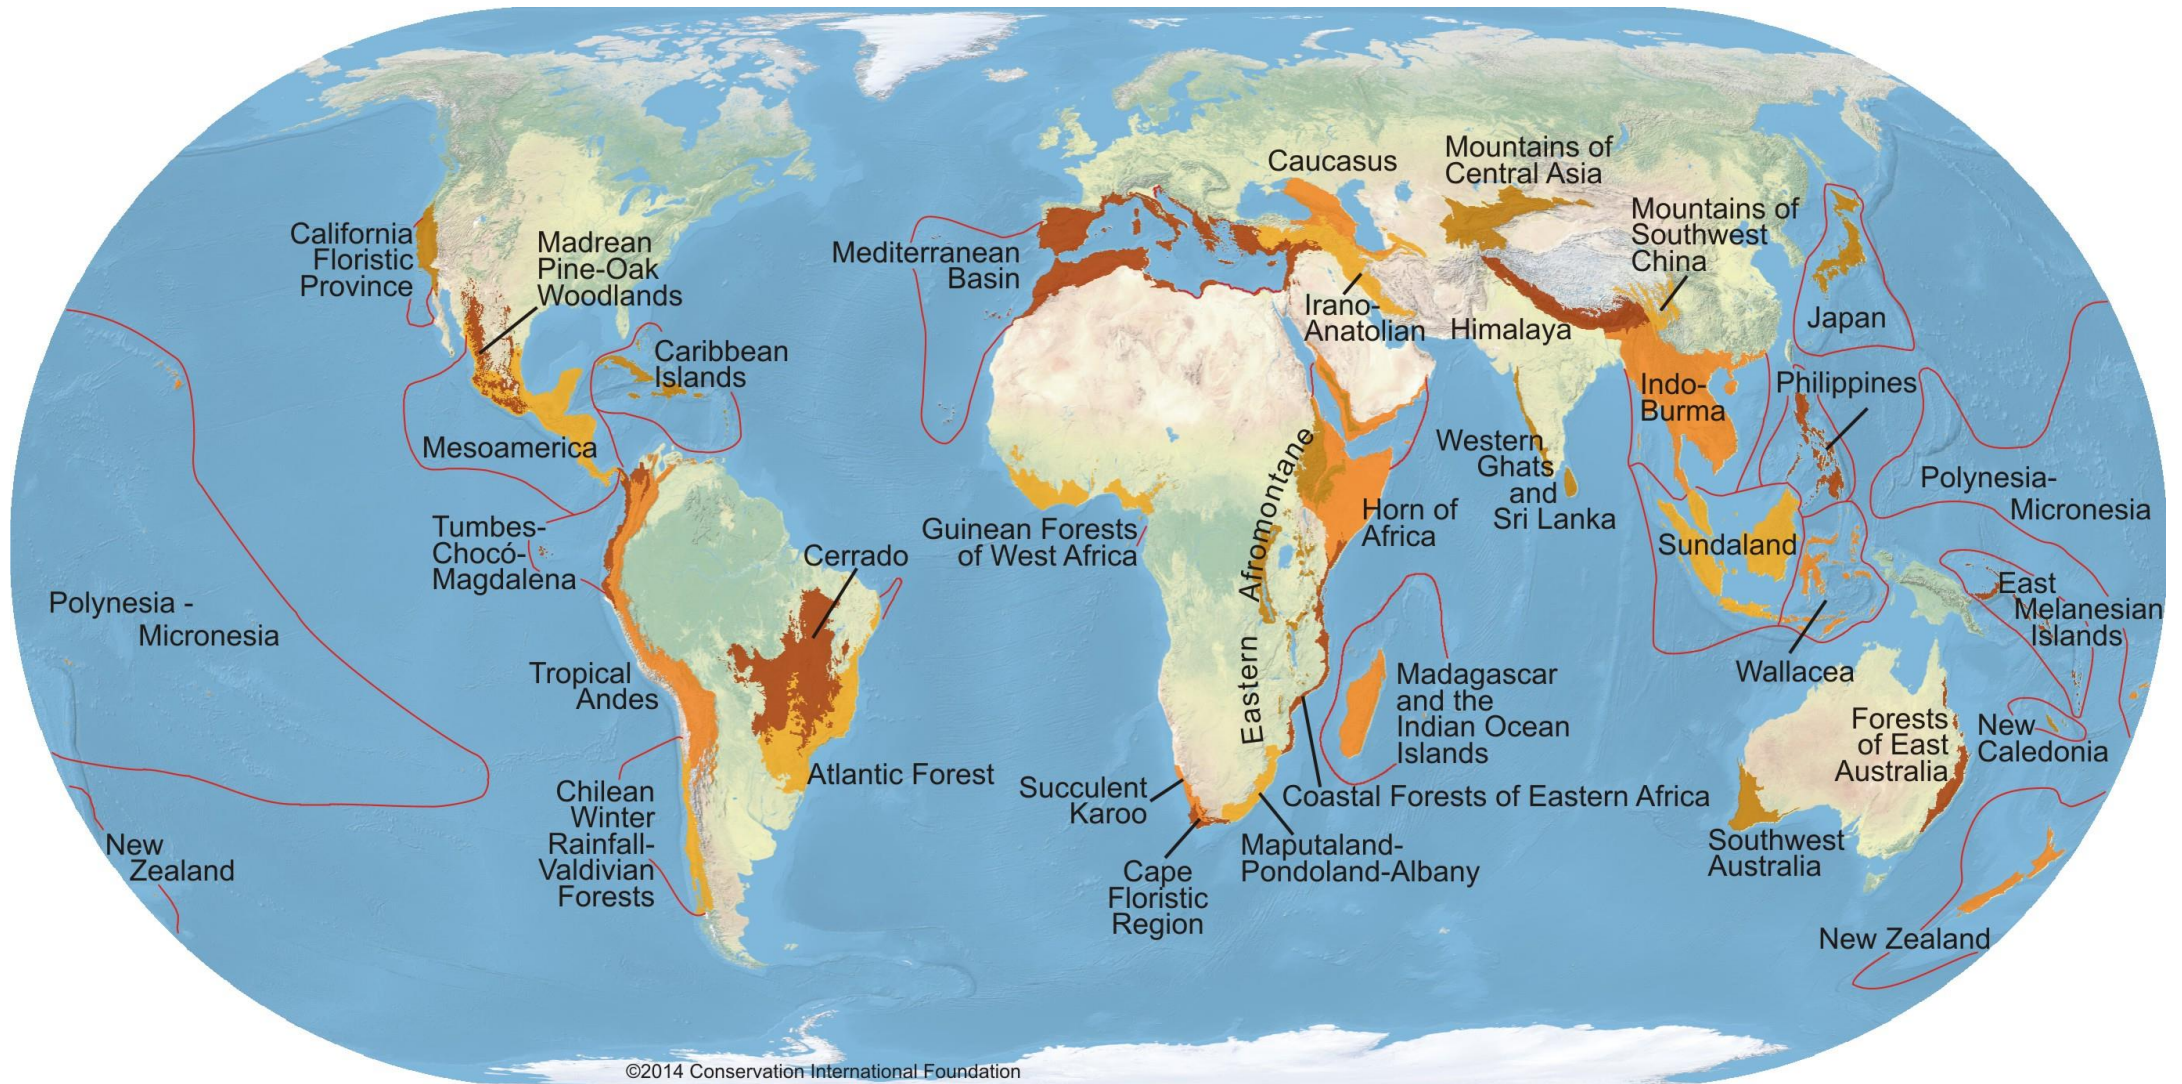 Caucasus
Mountains of
Central Asia
California
Floristic
Province
Madrean
Pine-Oak
Woodlands
Mediterranean
Basin
Mountains of
Southwest
China
Irano-
Anatolian
Himalaya
Japan
Caribbean
Islands
Indo-
Burma
Philippines
Mesoamerica
Western
Ghats
and
Sri Lanka
Polynesia-
Micronesia
Tumbes-
Chocó-
Magdalena
Cerrado
Guinean Forests
of West Africa
Eastern Afromontane
Horn of
Africa
Sundaland
East
Melanesian
Islands
Polynesia -
Micronesia
Tropical
Andes
Madagascar
and the
Indian Ocean
Islands
Wallacea
Forests
of East
Australia
New
Caledonia
Atlantic Forest
Chilean
Winter
Rainfall-
Valdivian
Forests
Succulent
Karoo
Coastal Forests of Eastern Africa
Maputaland-
Pondoland-Albany
Cape
Floristic
Region
Southwest
Australia
New
Zealand
New Zealand
©2014 Conservation International Foundation